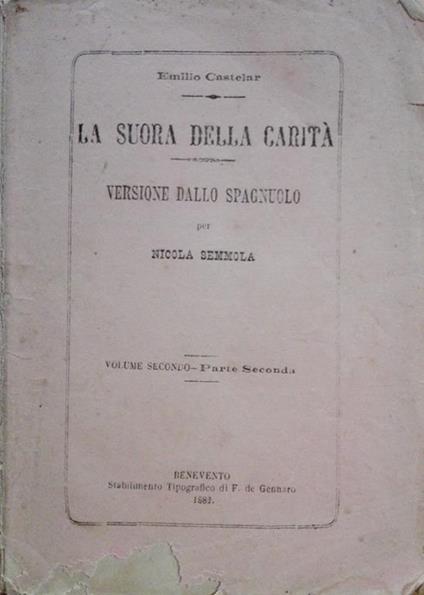 Emilio Castelar
LA SUORA DELLA CARITÀ
VERSIONE DALLO SPAGNUOLO
per
NICOLA SEMMOLA
VOLUME SECONDO—Parte Seconda
BENEVENTO
Stabilimento Tipografico di F. de Gennaro
1882.